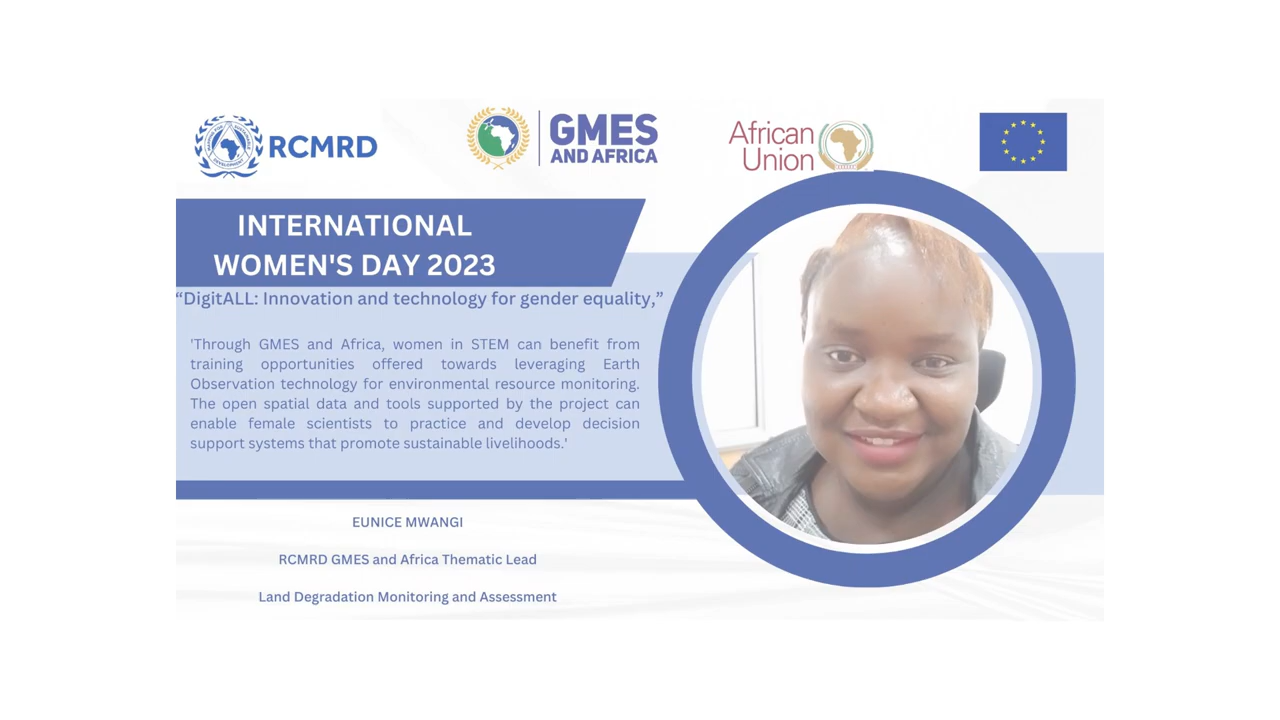 RCMRD
GMES
AND AFRICA
African
Union
INTERNATIONAL
WOMEN'S DAY 2023
“DigitALL: Innovation and technology for gender equality,”
'Through GMES and Africa, women in STEM can benefit from
training opportunities offered towards leveraging Earth
Observation technology for environmental resource monitoring.
The open spatial data and tools supported by the project can
enable female scientists to practice and develop decision
support systems that promote sustainable livelihoods.'
EUNICE MWANGI
RCMRD GMES and Africa Thematic Lead
Land Degradation Monitoring and Assessment